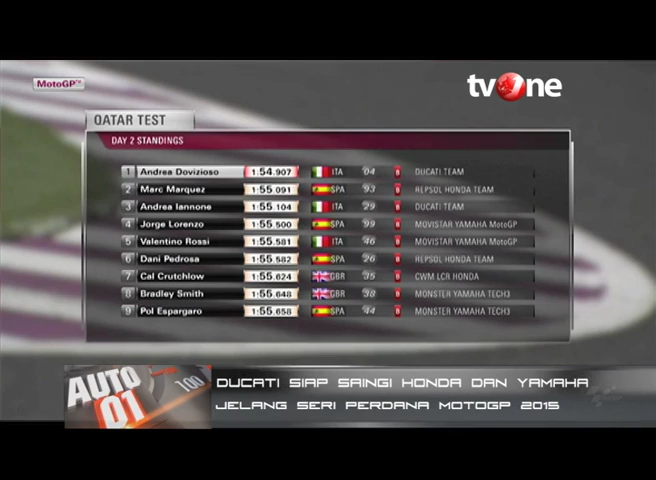 MotoGP™
tvOne
QATAR TEST
DAY 2 STANDINGS
1 Andrea Dovizioso 1:54.907 ITA '04 DUCATI TEAM
2 Marc Marquez 1:55.091 SPA '93 REPSOL HONDA TEAM
3 Andrea Iannone 1:55.104 ITA '29 DUCATI TEAM
4 Jorge Lorenzo 1:55.500 SPA '99 MOVISTAR YAMAHA MotoGP
5 Valentino Rossi 1:55.581 ITA '46 MOVISTAR YAMAHA MotoGP
6 Dani Pedrosa 1:55.582 SPA '26 REPSOL HONDA TEAM
7 Cal Crutchlow 1:55.624 GBR '35 CWM LCR HONDA
8 Bradley Smith 1:55.648 GBR '38 MONSTER YAMAHA TECH3
9 Pol Espargaro 1:55.658 SPA '44 MONSTER YAMAHA TECH3
AUTO
01
100
DUCATI SIAP SAINGI HONDA DAN YAMAHA
JELANG SERI PERDANA MOTOGP 2015